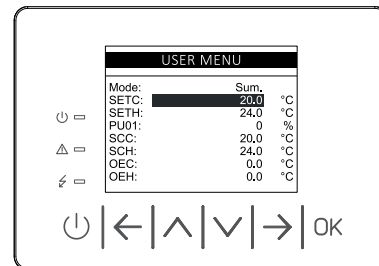 USER MENU
Mode: Sum.
SETC: 20.0 °C
SETH: 24.0 °C
PU01: 0 %
SCC: 20.0 °C
SCH: 24.0 °C
OEC: 0.0 °C
OEH: 0.0 °C
OK